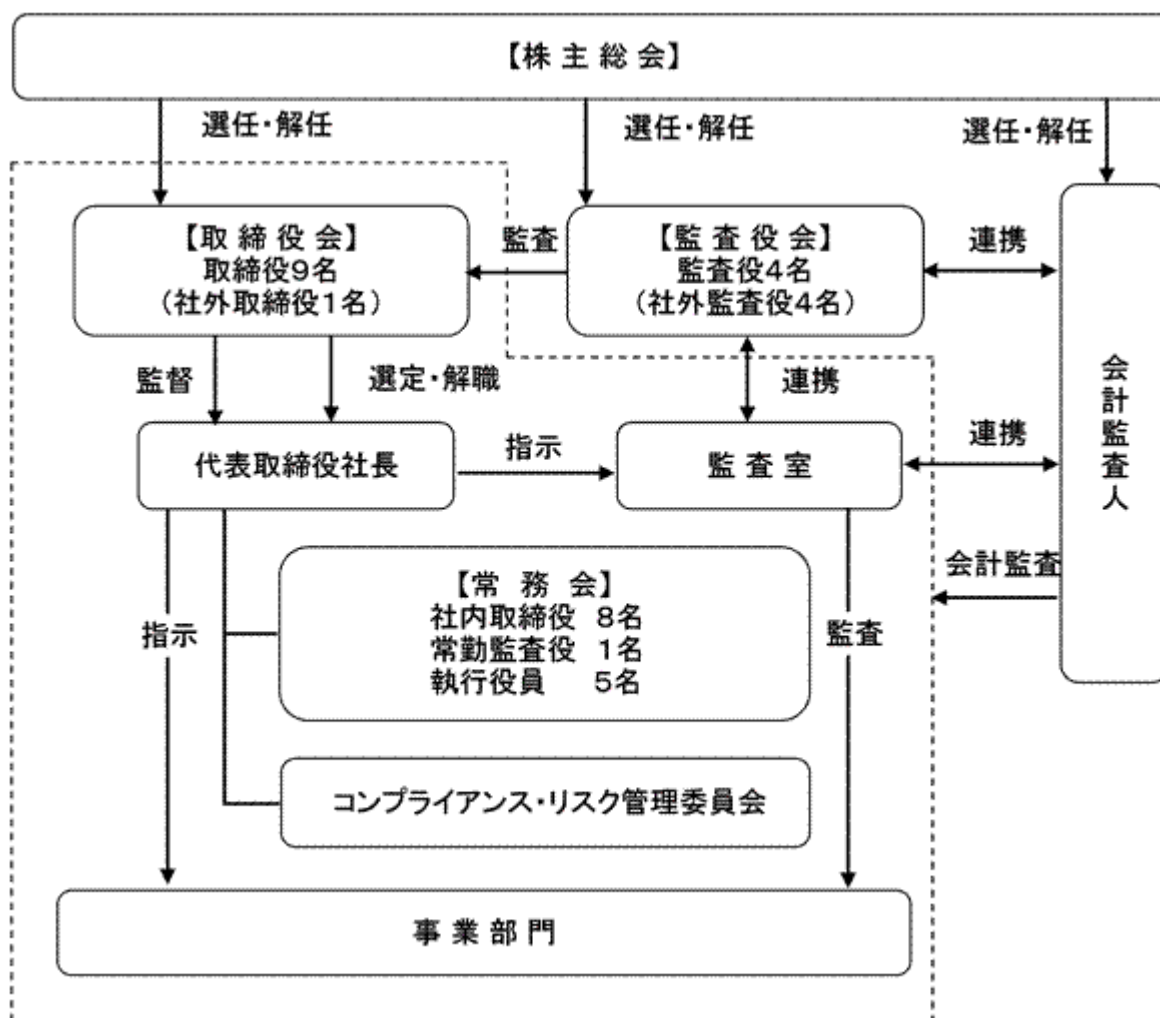 【株主総会】
選任・解任
選任・解任
選任・解任
【取締役会】
取締役9名
(社外取締役1名)
監査
【監査役会】
監査役4名
(社外監査役4名)
連携
監督
選定・解職
連携
会計監査人
代表取締役社長
指示
監査室
連携
会計監査
【常務会】
社内取締役 8名
常勤監査役 1名
執行役員 5名
指示
監査
コンプライアンス・リスク管理委員会
事業部門